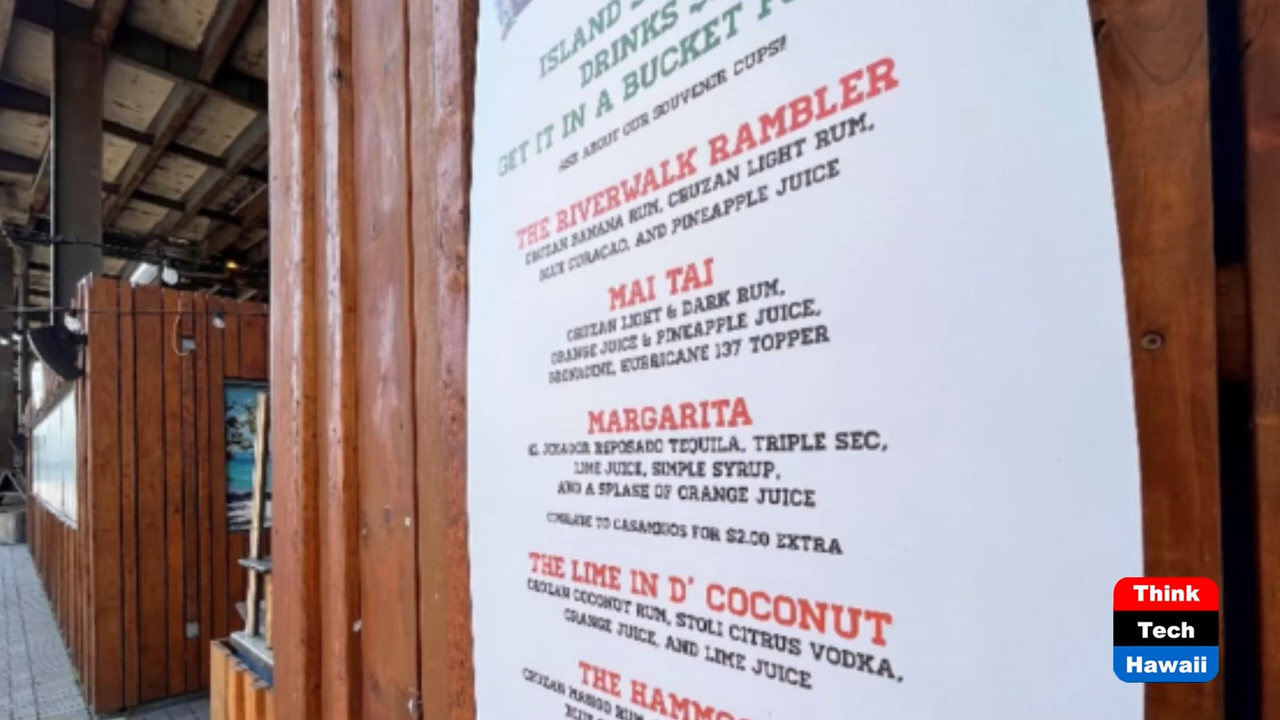 ISLAND
DRINKS
GET IT IN A BUCKET
ASK ABOUT OUR SOUVENIR CUPS!!
THE RIVERWALK RAMBLER
CRUZAN BANANA RUM, CRUZAN LIGHT RUM,
BLUE CURACAO, AND PINEAPPLE JUICE
MAI TAI
CRUZAN LIGHT & DARK RUM,
ORANGE JUICE & PINEAPPLE JUICE,
GRENADINE, HURRICANE 137 TOPPER
MARGARITA
EL JIMADOR REPOSADO TEQUILA, TRIPLE SEC,
LIME JUICE, SIMPLE SYRUP,
AND A SPLASH OF ORANGE JUICE
TO CASAMIGOS FOR $2.00 EXTRA
THE LIME IN D' COCONUT
CRUZAN COCONUT RUM, STOLI CITRUS VODKA,
ORANGE JUICE, AND LIME JUICE
THE
CRUZAN MANGO RUM
Think
Tech
Hawaii